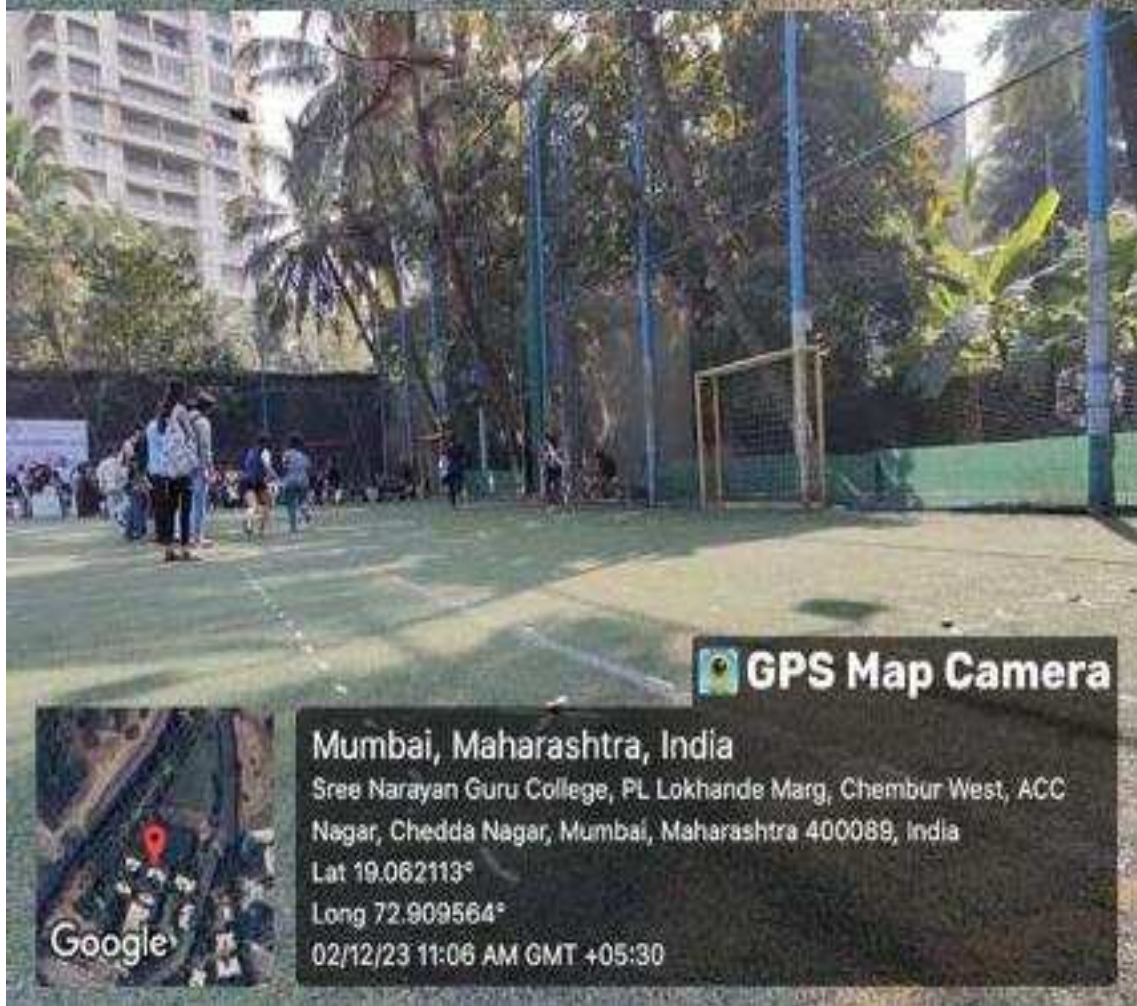 GPS Map Camera
Mumbai, Maharashtra, India
Sree Narayan Guru College, PL Lokhande Marg, Chembur West, ACC
Nagar, Chedda Nagar, Mumbai, Maharashtra 400089, India
Lat 19.062113°
Long 72.909564°
02/12/23 11:06 AM GMT +05:30
Google